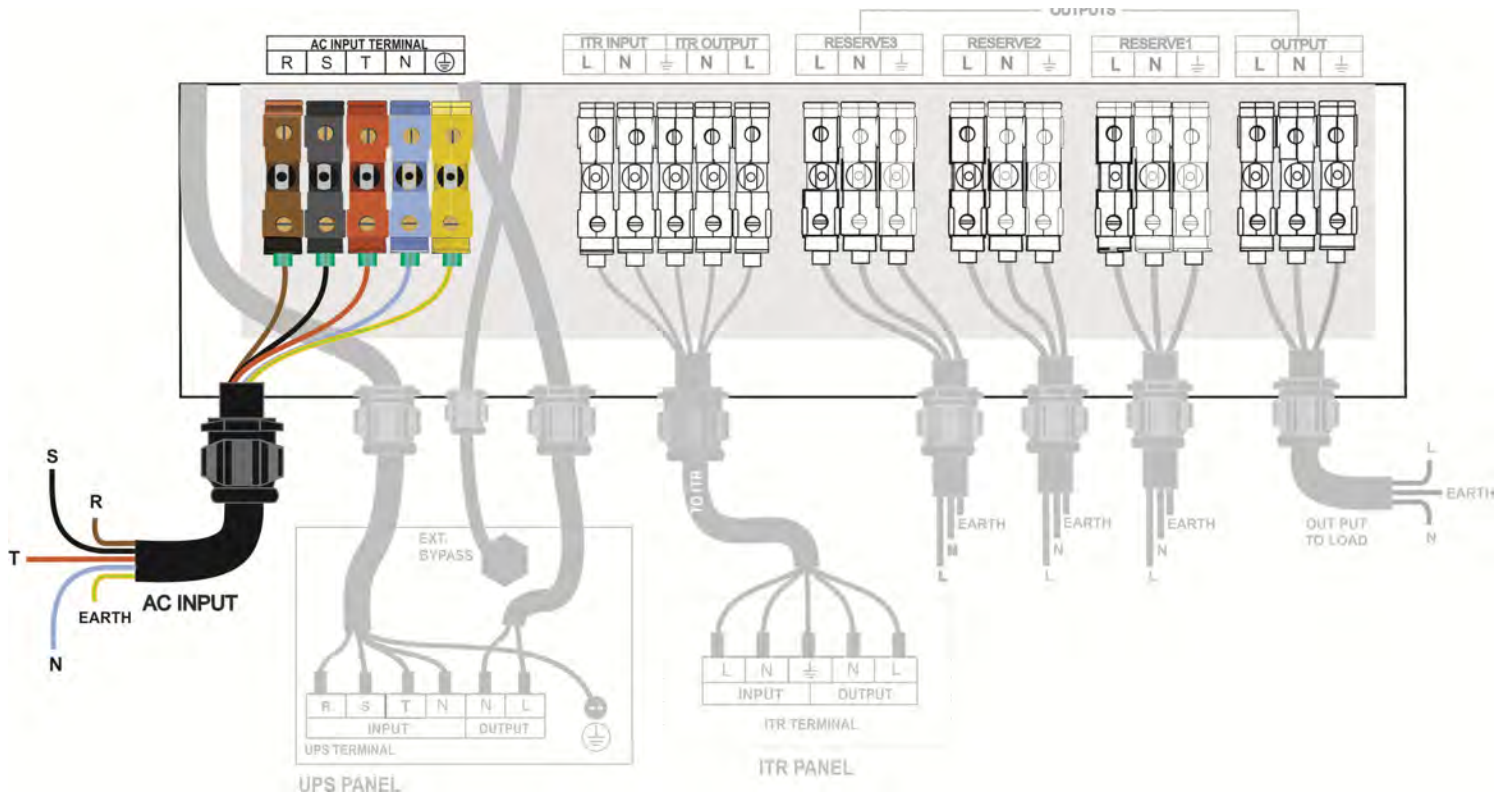 OUTPUTS
AC INPUT TERMINAL
R S T N
ITR INPUT ITR OUTPUT
L N N L
RESERVE3
L N
RESERVE2
L N
RESERVE1
L N
OUTPUT
L N
S
R
T
EARTH
N
AC INPUT
EXT.
BYPASS
R S T N N L
INPUT OUTPUT
UPS TERMINAL
UPS PANEL
TO ITR
L N N L
INPUT OUTPUT
ITR TERMINAL
ITR PANEL
EARTH
N
L
EARTH
N
L
EARTH
N
L
OUT PUT
TO LOAD
L
EARTH
N